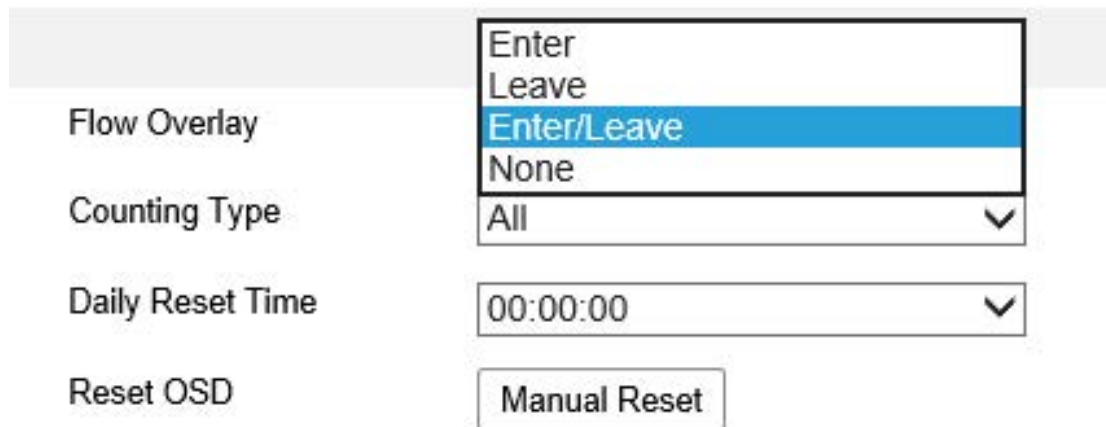 Enter
Leave
Flow Overlay Enter/Leave
None
Counting Type All
Daily Reset Time 00:00:00
Reset OSD Manual Reset